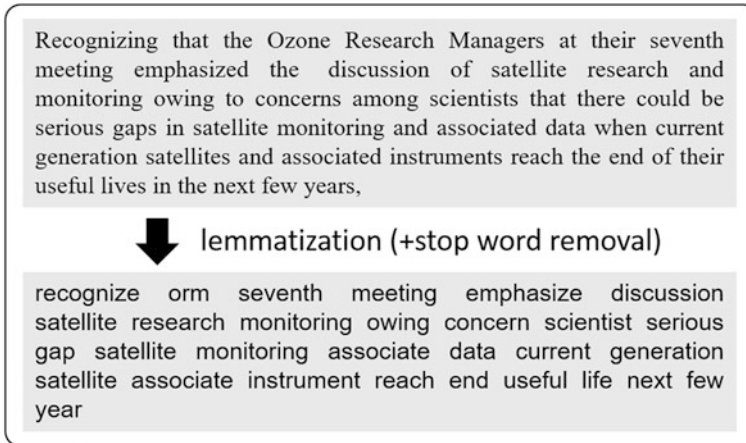 Recognizing that the Ozone Research Managers at their seventh
meeting emphasized the discussion of satellite research and
monitoring owing to concerns among scientists that there could be
serious gaps in satellite monitoring and associated data when current
generation satellites and associated instruments reach the end of their
useful lives in the next few years,
lemmatization (+stop word removal)
recognize orm seventh meeting emphasize discussion
satellite research monitoring owing concern scientist serious
gap satellite monitoring associate data current generation
satellite associate instrument reach end useful life next few
year